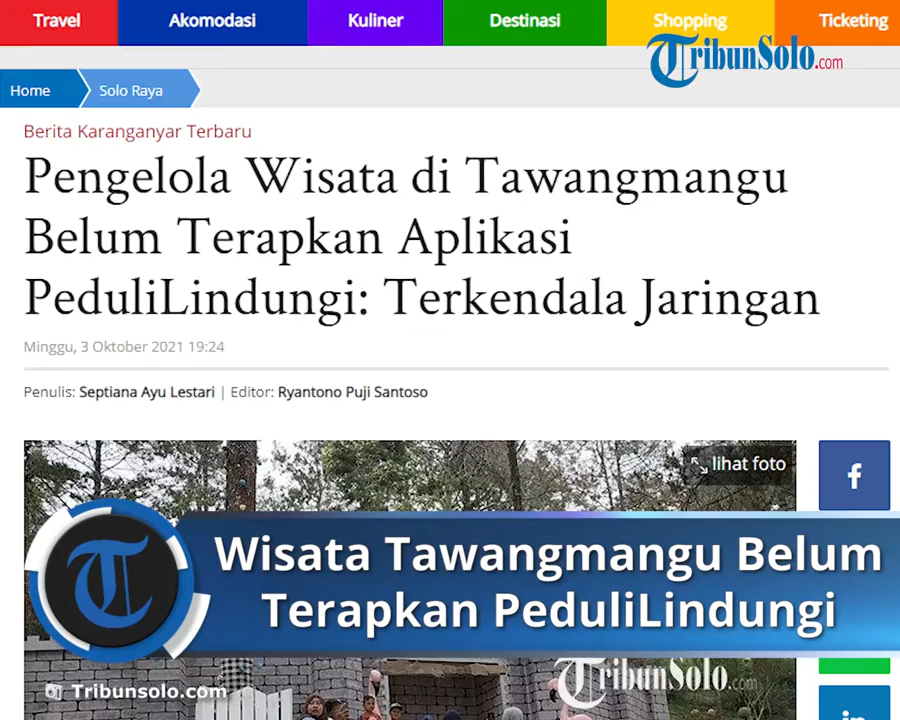 Travel Akomodasi Kuliner Destinasi Shopping Ticketing
TribunSolo.com
Home Solo Raya
Berita Karanganyar Terbaru
Pengelola Wisata di Tawangmangu
Belum Terapkan Aplikasi
PeduliLindungi: Terkendala Jaringan
Minggu, 3 Oktober 2021 19:24
Penulis: Septiana Ayu Lestari | Editor: Ryantono Puji Santoso
lihat foto
f
Wisata Tawangmangu Belum
Terapkan PeduliLindungi
T
TribunSolo.com
Tribunsolo.com
in